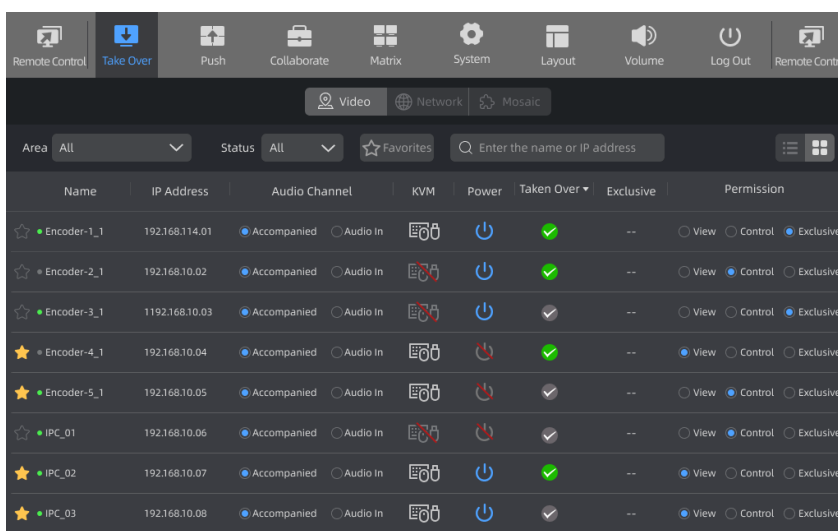 Remote Control Take Over Push Collaborate Matrix System Layout Volume Log Out Remote Contr
Video Network Mosaic
Area All Status All Favorites Enter the name or IP address
Name IP Address Audio Channel KVM Power Taken Over Exclusive Permission
Encoder-1_1 192.168.114.01 Accompanied Audio In -- View Control Exclusive
Encoder-2_1 192.168.10.02 Accompanied Audio In -- View Control Exclusive
Encoder-3_1 1192.168.10.03 Accompanied Audio In -- View Control Exclusive
Encoder-4_1 192.168.10.04 Accompanied Audio In -- View Control Exclusive
Encoder-5_1 192.168.10.05 Accompanied Audio In -- View Control Exclusive
IPC_01 192.168.10.06 Accompanied Audio In -- View Control Exclusive
IPC_02 192.168.10.07 Accompanied Audio In -- View Control Exclusive
IPC_03 192.168.10.08 Accompanied Audio In -- View Control Exclusive